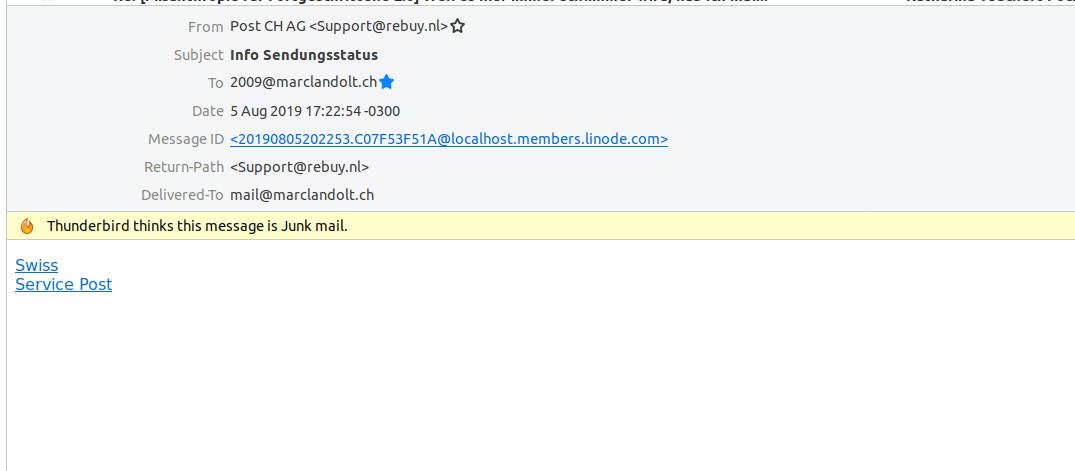 From Post CH AG <Support@rebuy.nl>
Subject Info Sendungsstatus
To 2009@marclandolt.ch
Date 5 Aug 2019 17:22:54 -0300
Message ID <20190805202253.C07F53F51A@localhost.members.linode.com>
Return-Path <Support@rebuy.nl>
Delivered-To mail@marclandolt.ch
Thunderbird thinks this message is Junk mail.
Swiss
Service Post